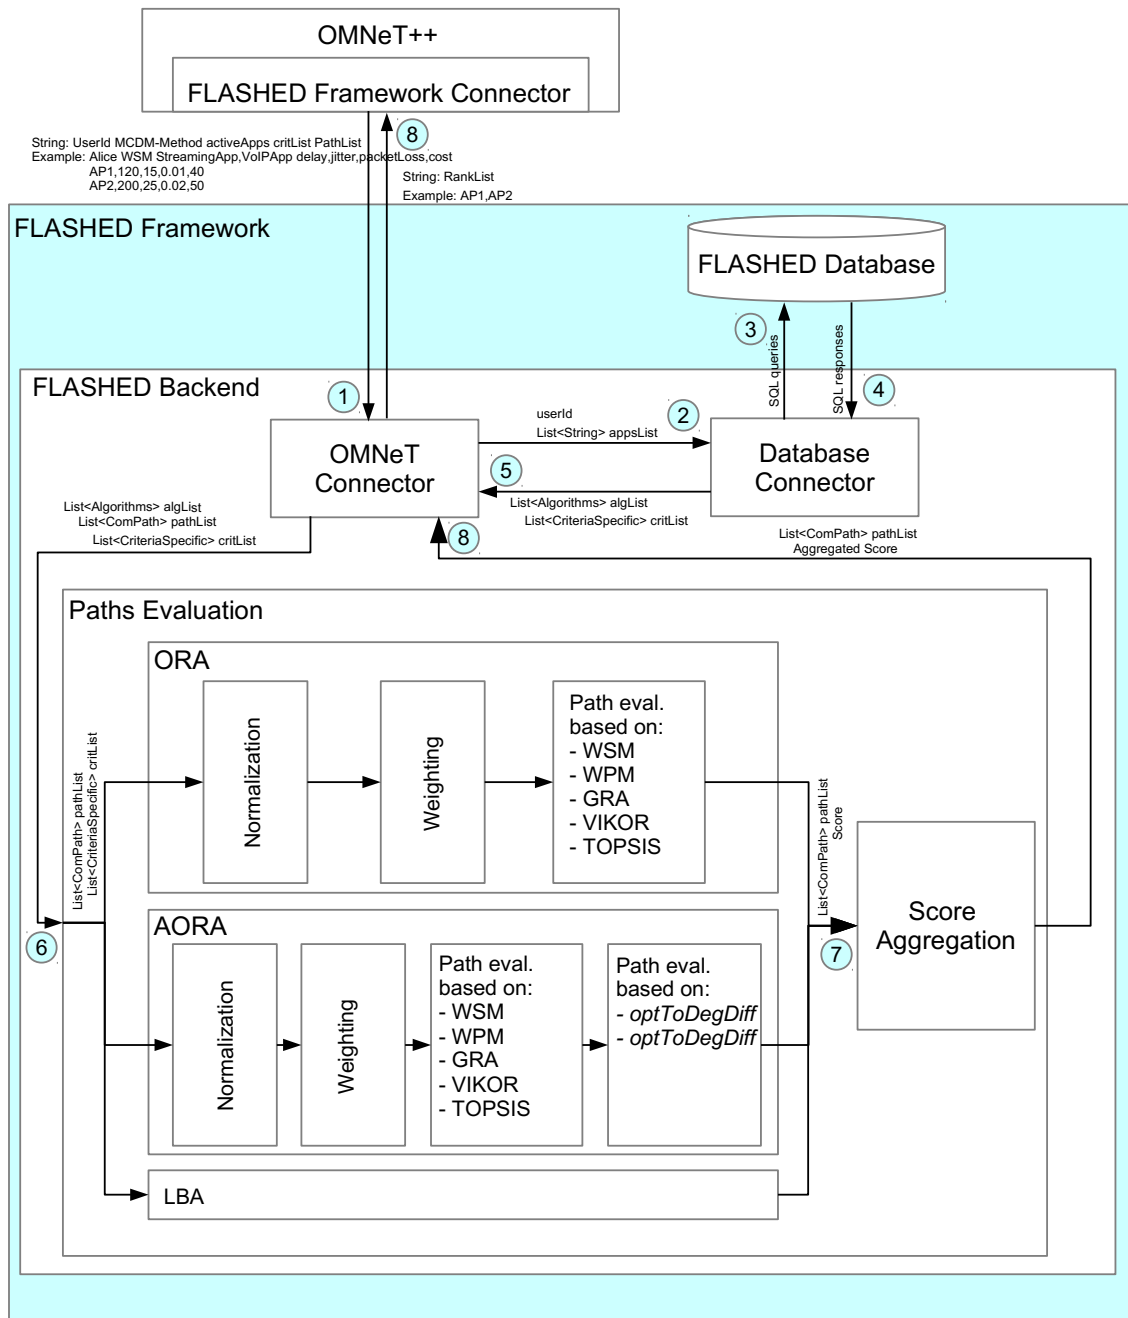 OMNeT++
FLASHED Framework Connector
8
String: UserId MCDM-Method activeApps critList PathList
Example: Alice WSM StreamingApp,VoIPApp delay,jitter,packetLoss,cost
AP1,120,15,0.01,40
AP2,200,25,0.02,50
String: RankList
Example: AP1,AP2
FLASHED Framework
FLASHED Database
3
SQL queries
SQL responses
4
FLASHED Backend
1
OMNeT
Connector
userId
List<String> appsList
2
Database
Connector
5
List<Algorithms> algList
List<CriteriaSpecific> critList
List<Algorithms> algList
List<ComPath> pathList
List<CriteriaSpecific> critList
8
List<ComPath> pathList
Aggregated Score
Paths Evaluation
ORA
Normalization
Weighting
Path eval.
based on:
- WSM
- WPM
- GRA
- VIKOR
- TOPSIS
List<ComPath> pathList
List<CriteriaSpecific> critList
6
AORA
Normalization
Weighting
Path eval.
based on:
- WSM
- WPM
- GRA
- VIKOR
- TOPSIS
Path eval.
based on:
- optToDegDiff
- optToDegDiff
LBA
List<ComPath> pathList
Score
7
Score
Aggregation